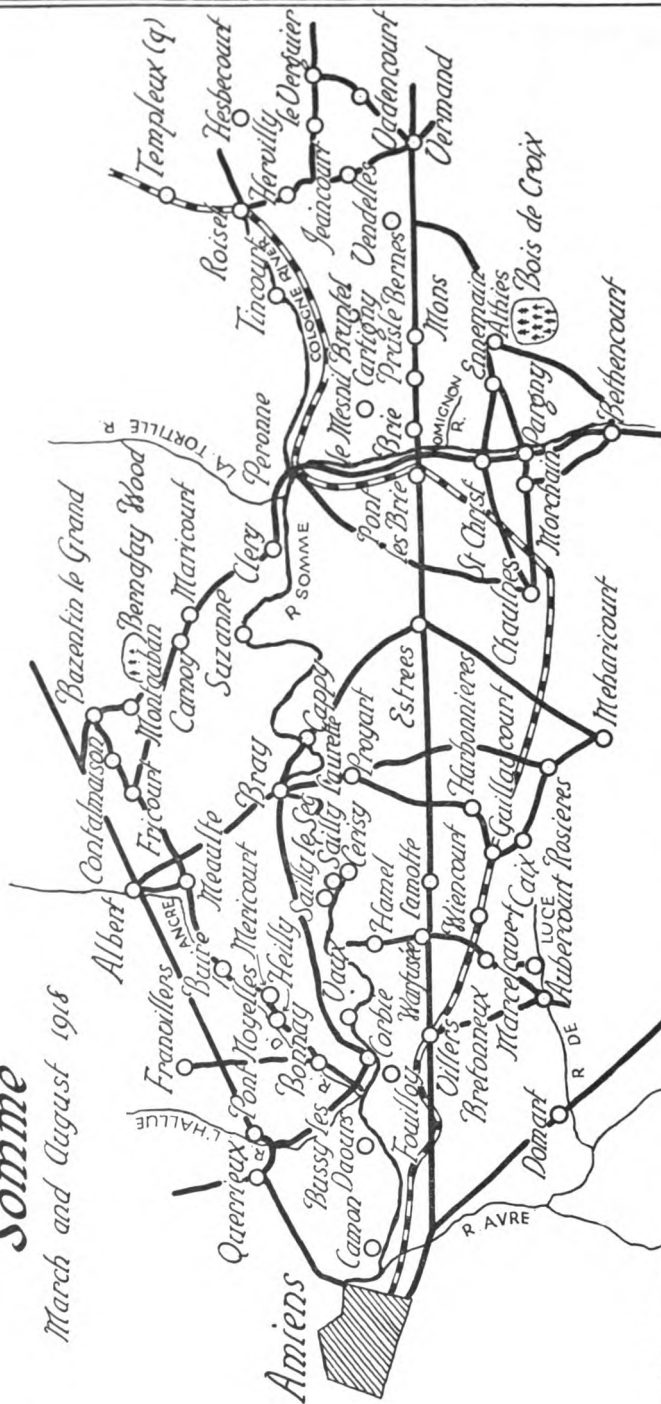 Somme
March and August 1918
Amiens
Querrieux
Pont Noyelles
Franvillers
Albert
Contalmaison
Bazentin le Grand
Bernafay Wood
Montauban
Fricourt
Carnoy
Maricourt
Meaulte
Buire
Mericourt
Heilly
Bonnay
Bussy les
Daours
Camon
Corbie
Fouilloy
Vaux
Sailly le Sec
Sailly Laurette
Cerisy
Bray
Cappy
Suzanne
Clery
Peronne
Proyart
Hamel
Warfusee
Lamotte
Villers Bretonneux
Marcelcave
Wiencourt
Guillaucourt
Harbonnieres
Caix
Rosieres
Aubercourt
Domart
Meharicourt
Estrees
Chaulnes
Pont les Brie
Brie
St Christ
Morchain
Pargny
Bethencourt
Ennemain
Athies
Bois de Croix
Mons
Prusle
Cartigny
le Mesnil Bruntel
Bernes
Vendelles
Vermand
Vadencourt
le Verguier
Jeancourt
Hervilly
Hesbecourt
Roisel
Templeux (g)
Tincourt
COLOGNE RIVER
LA TORTILLE R.
R SOMME
OMIGNON R.
ANCRE
L'HALLUE R
R
R. AVRE
R DE LUCE